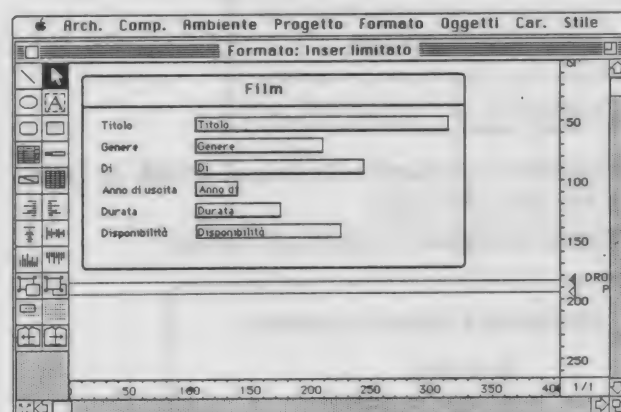 Arch. Comp. Ambiente Progetto Formato Oggetti Car. Stile
Formato: Inser limitato
Film
Titolo Titolo
Genere Genere
Di Di
Anno di uscita Anno di
Durata Durata
Disponibilità Disponibilità
50
100
150
DRO
P
200
250
0 50 100 150 200 250 300 350 400 1/1